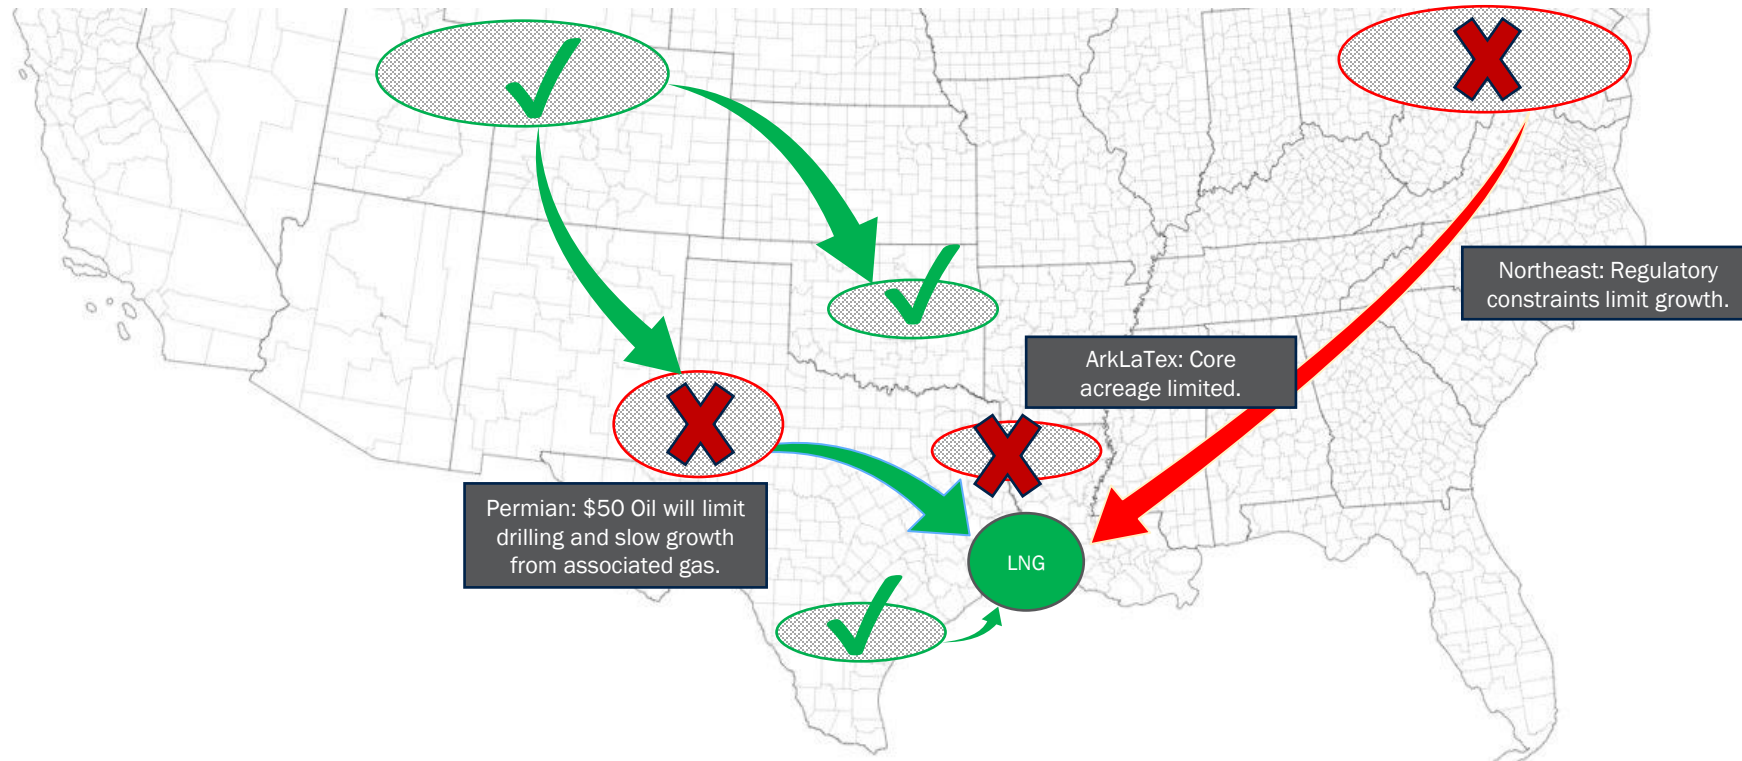 Northeast: Regulatory
constraints limit growth.
ArkLaTex: Core
acreage limited.
Permian: $50 Oil will limit
drilling and slow growth
from associated gas.
LNG